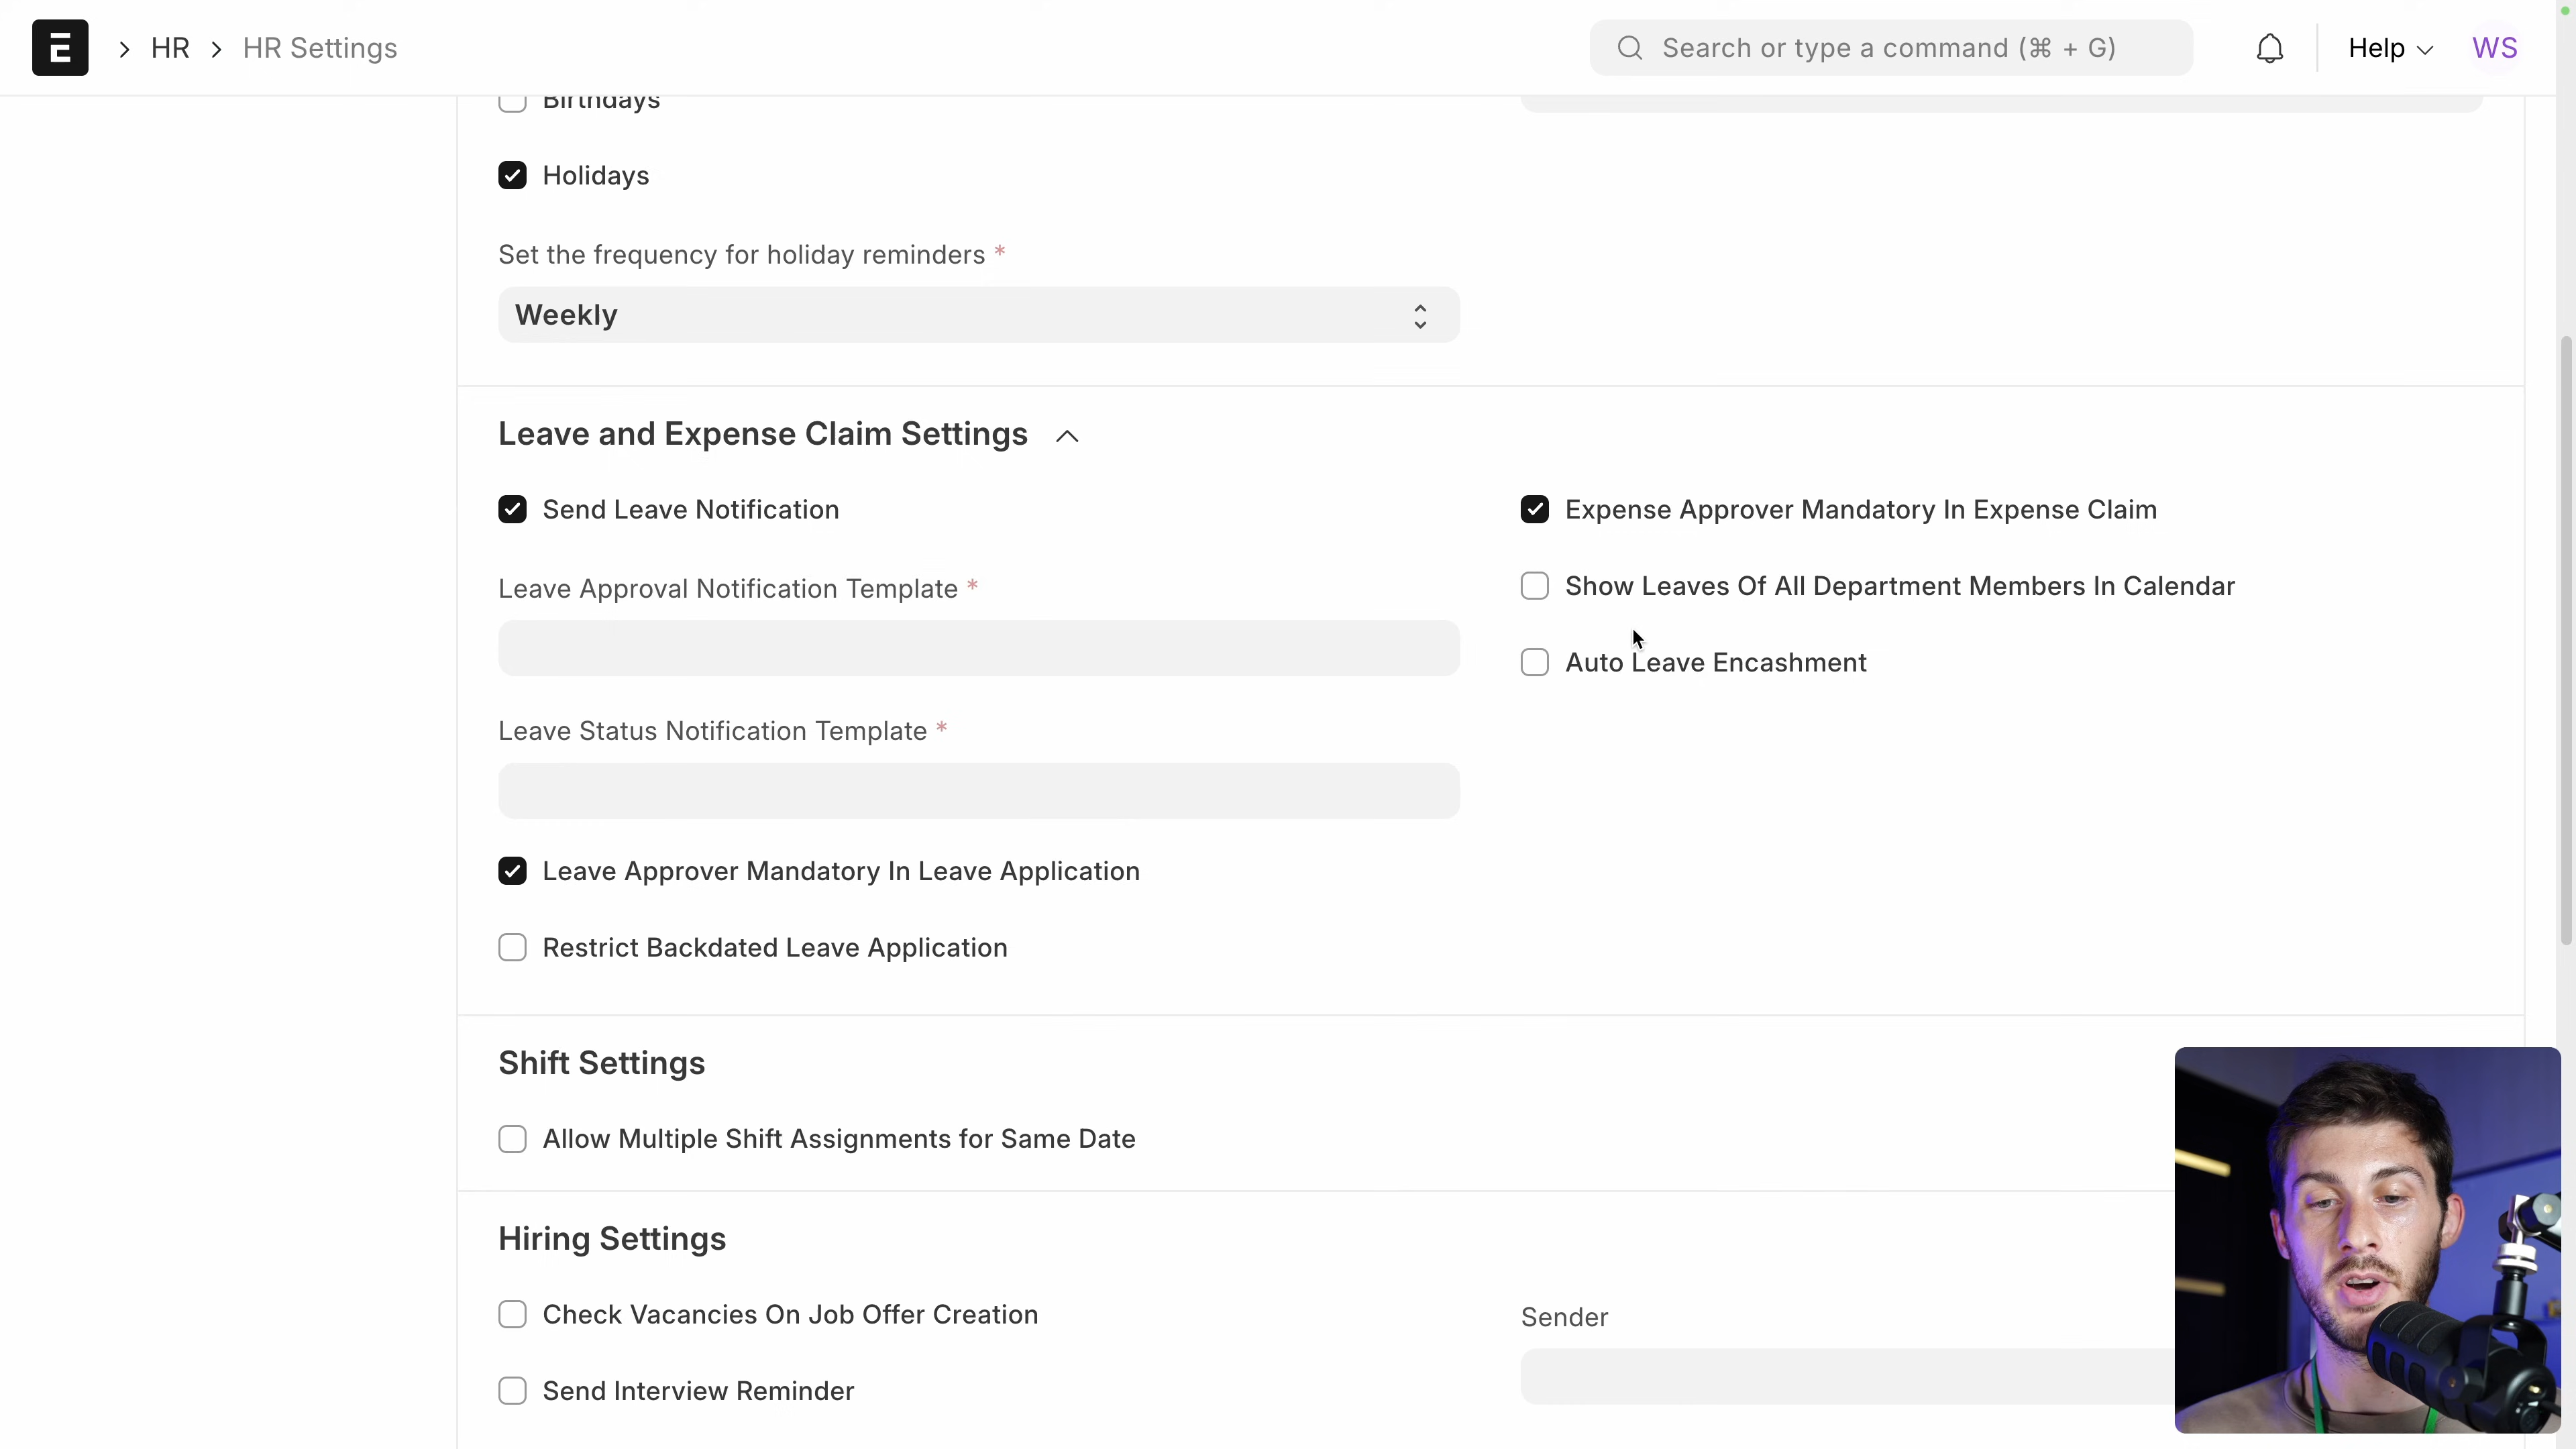 HR
HR Settings
Search or type a command (⌘ + G)
Help
WS
Birthdays
Holidays
Set the frequency for holiday reminders *
Weekly
Leave and Expense Claim Settings
Send Leave Notification
Leave Approval Notification Template *
Leave Status Notification Template *
Leave Approver Mandatory In Leave Application
Restrict Backdated Leave Application
Expense Approver Mandatory In Expense Claim
Show Leaves Of All Department Members In Calendar
Auto Leave Encashment
Shift Settings
Allow Multiple Shift Assignments for Same Date
Hiring Settings
Check Vacancies On Job Offer Creation
Send Interview Reminder
Sender